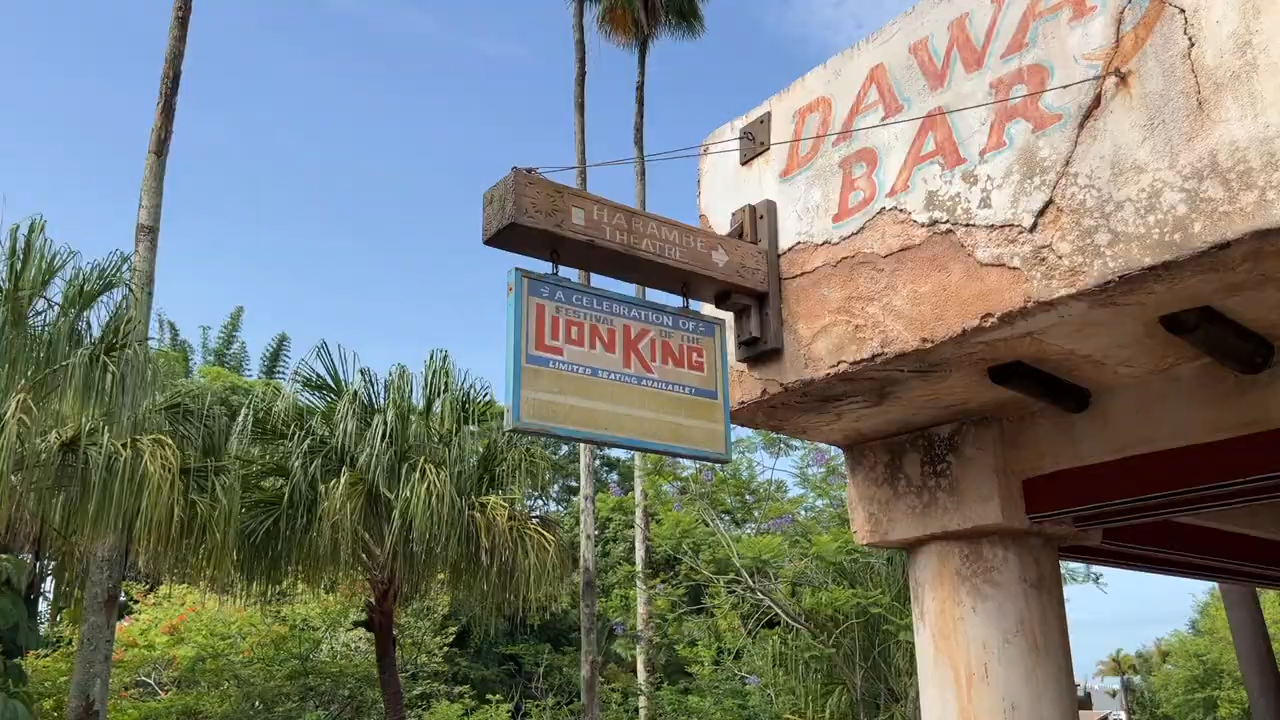 DAWA
BAR
HARAMBE
THEATRE
A CELEBRATION OF
FESTIVAL OF THE
LION KING
LIMITED SEATING AVAILABLE!